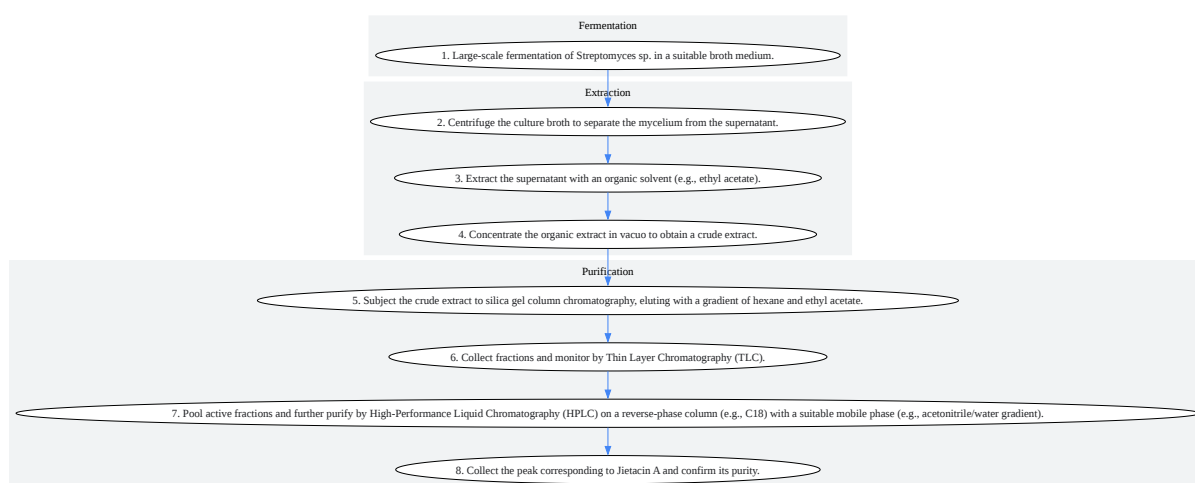 Fermentation
1. Large-scale fermentation of Streptomyces sp. in a suitable broth medium.
Extraction
2. Centrifuge the culture broth to separate the mycelium from the supernatant.
3. Extract the supernatant with an organic solvent (e.g., ethyl acetate).
4. Concentrate the organic extract in vacuo to obtain a crude extract.
Purification
5. Subject the crude extract to silica gel column chromatography, eluting with a gradient of hexane and ethyl acetate.
6. Collect fractions and monitor by Thin Layer Chromatography (TLC).
7. Pool active fractions and further purify by High-Performance Liquid Chromatography (HPLC) on a reverse-phase column (e.g., C18) with a suitable mobile phase (e.g., acetonitrile/water gradient).
8. Collect the peak corresponding to Jietacin A and confirm its purity.